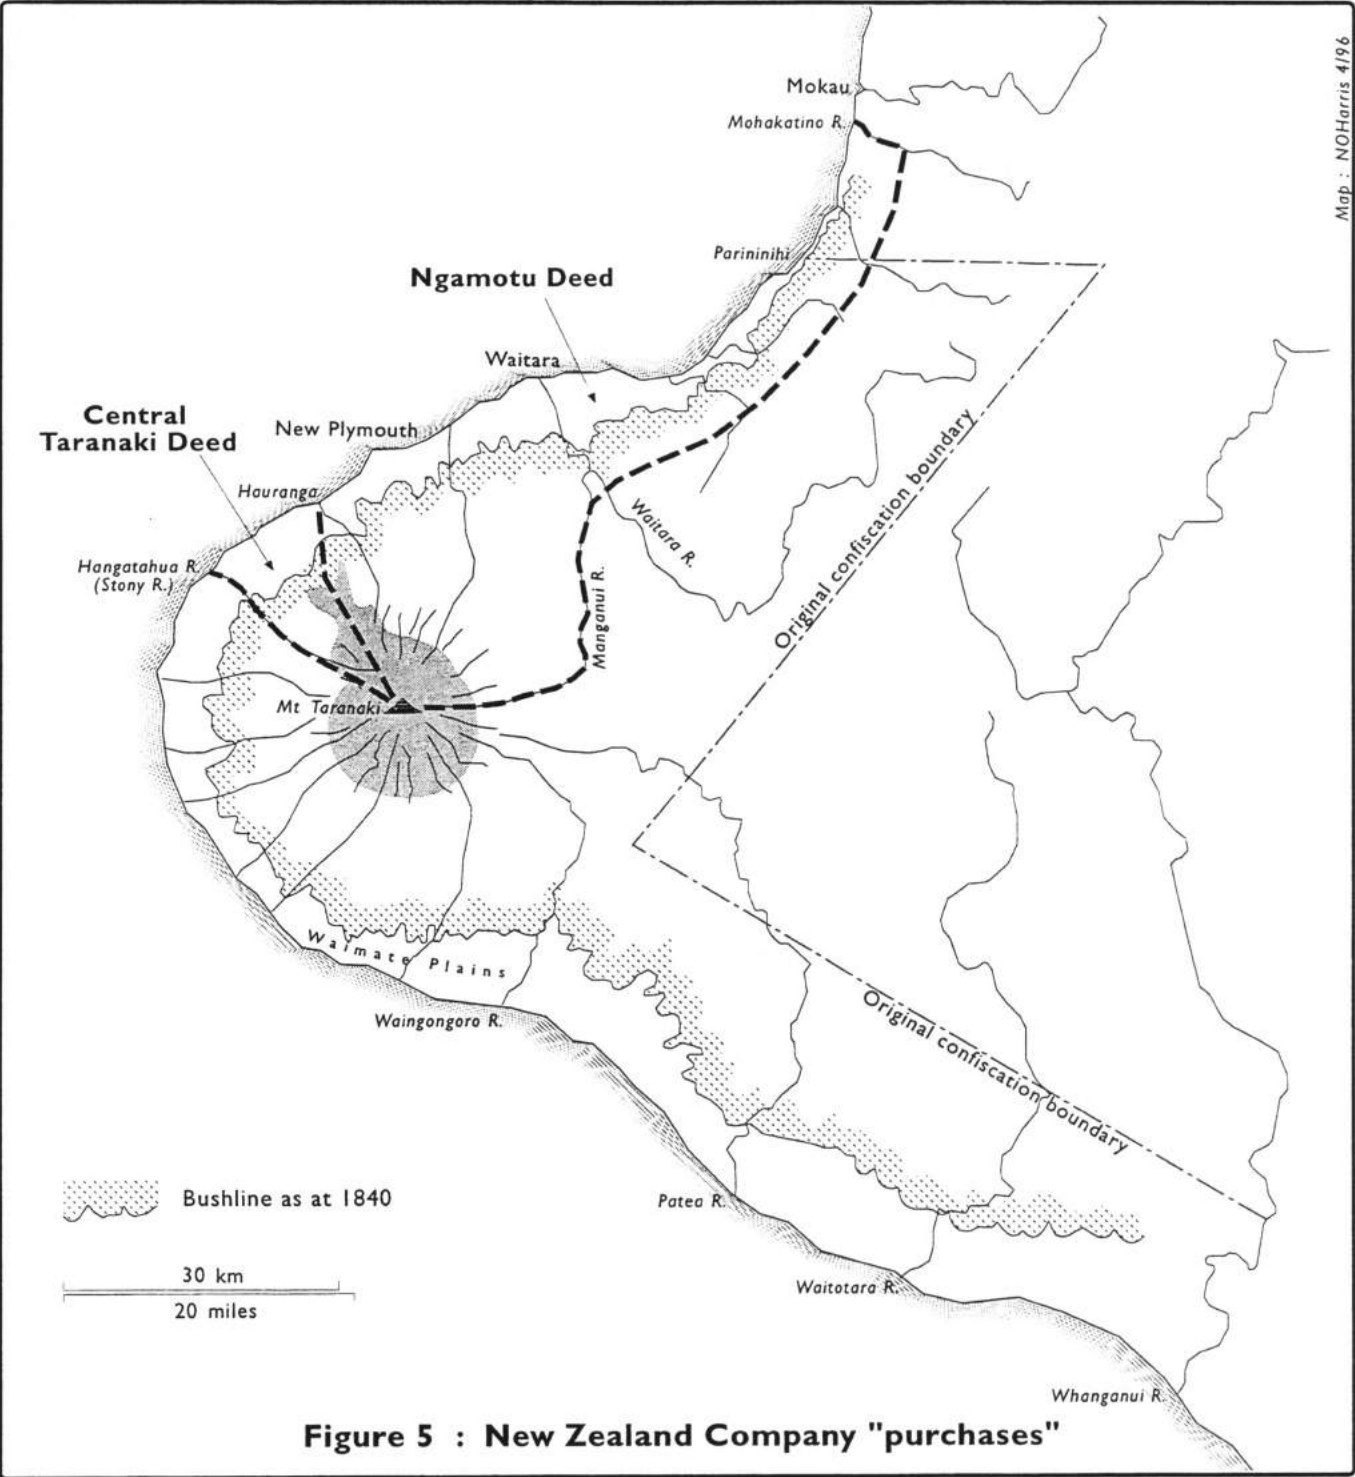 Map : NOHarris 4/96
Mokau
Mohakatino R.
Parininihi
Ngamotu Deed
Waitara
Central
Taranaki Deed
New Plymouth
Hauranga
Hangatahua R.
(Stony R.)
Waitara R.
Manganui R.
Original confiscation boundary
Mt Taranaki
Waimate Plains
Waingongoro R.
Original confiscation boundary
Patea R.
Bushline as at 1840
30 km
20 miles
Waitotara R.
Whanganui R.
Figure 5 : New Zealand Company "purchases"